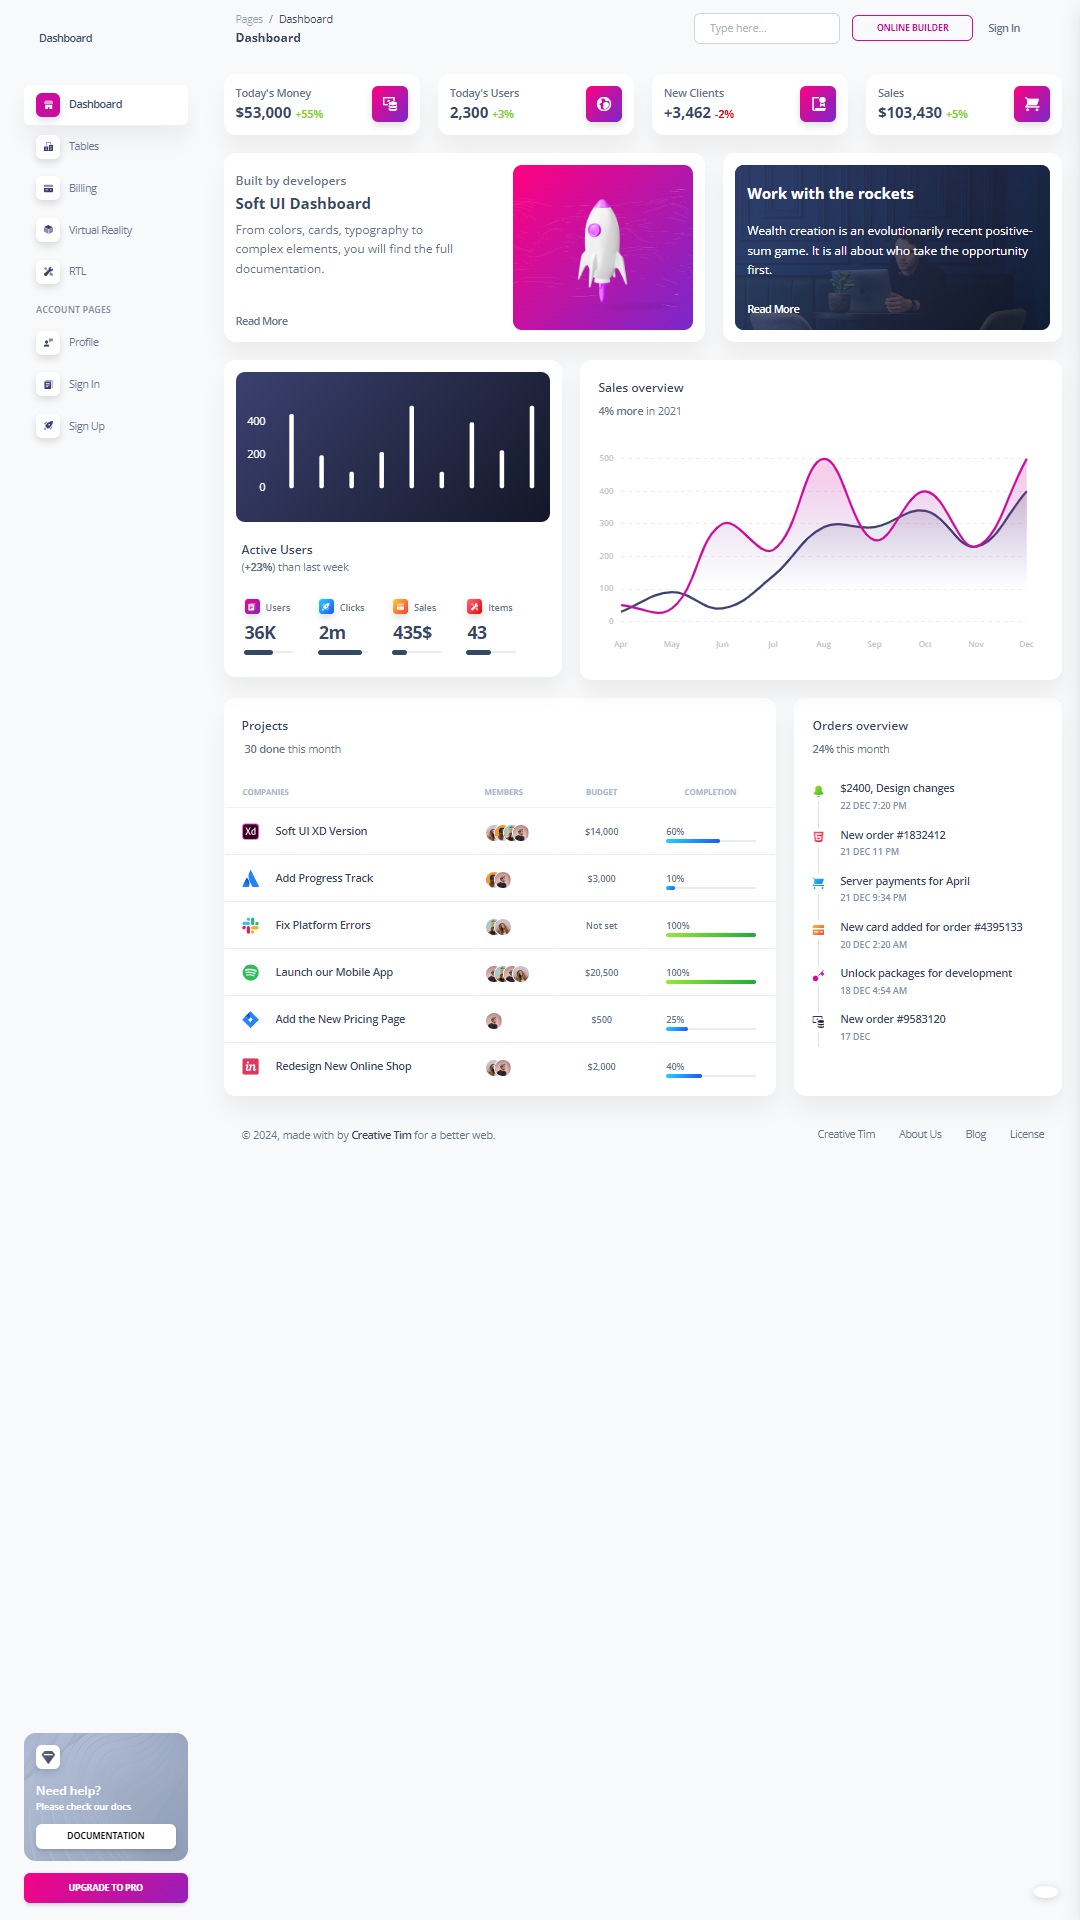 Dashboard
Dashboard
Tables
Billing
Virtual Reality
RTL
ACCOUNT PAGES
Profile
Sign In
Sign Up
Need help?
Please check our docs
DOCUMENTATION
UPGRADE TO PRO
Pages / Dashboard
Dashboard
Type here...
ONLINE BUILDER
Sign In
Today's Money
$53,000 +55%
Today's Users
2,300 +3%
New Clients
+3,462 -2%
Sales
$103,430 +5%
Built by developers
Soft UI Dashboard
From colors, cards, typography to
complex elements, you will find the full
documentation.
Read More
Work with the rockets
Wealth creation is an evolutionarily recent positive-
sum game. It is all about who take the opportunity
first.
Read More
400
200
0
Active Users
(+23%) than last week
Users
36K
Clicks
2m
Sales
435$
Items
43
Sales overview
4% more in 2021
500
400
300
200
100
0
Apr May Jun Jul Aug Sep Oct Nov Dec
Projects
30 done this month
COMPANIES MEMBERS BUDGET COMPLETION
Xd Soft UI XD Version $14,000 60%
Add Progress Track $3,000 10%
Fix Platform Errors Not set 100%
Launch our Mobile App $20,500 100%
Add the New Pricing Page $500 25%
in Redesign New Online Shop $2,000 40%
Orders overview
24% this month
$2400, Design changes
22 DEC 7:20 PM
New order #1832412
21 DEC 11 PM
Server payments for April
21 DEC 9:34 PM
New card added for order #4395133
20 DEC 2:20 AM
Unlock packages for development
18 DEC 4:54 AM
New order #9583120
17 DEC
© 2024, made with by Creative Tim for a better web.
Creative Tim About Us Blog License